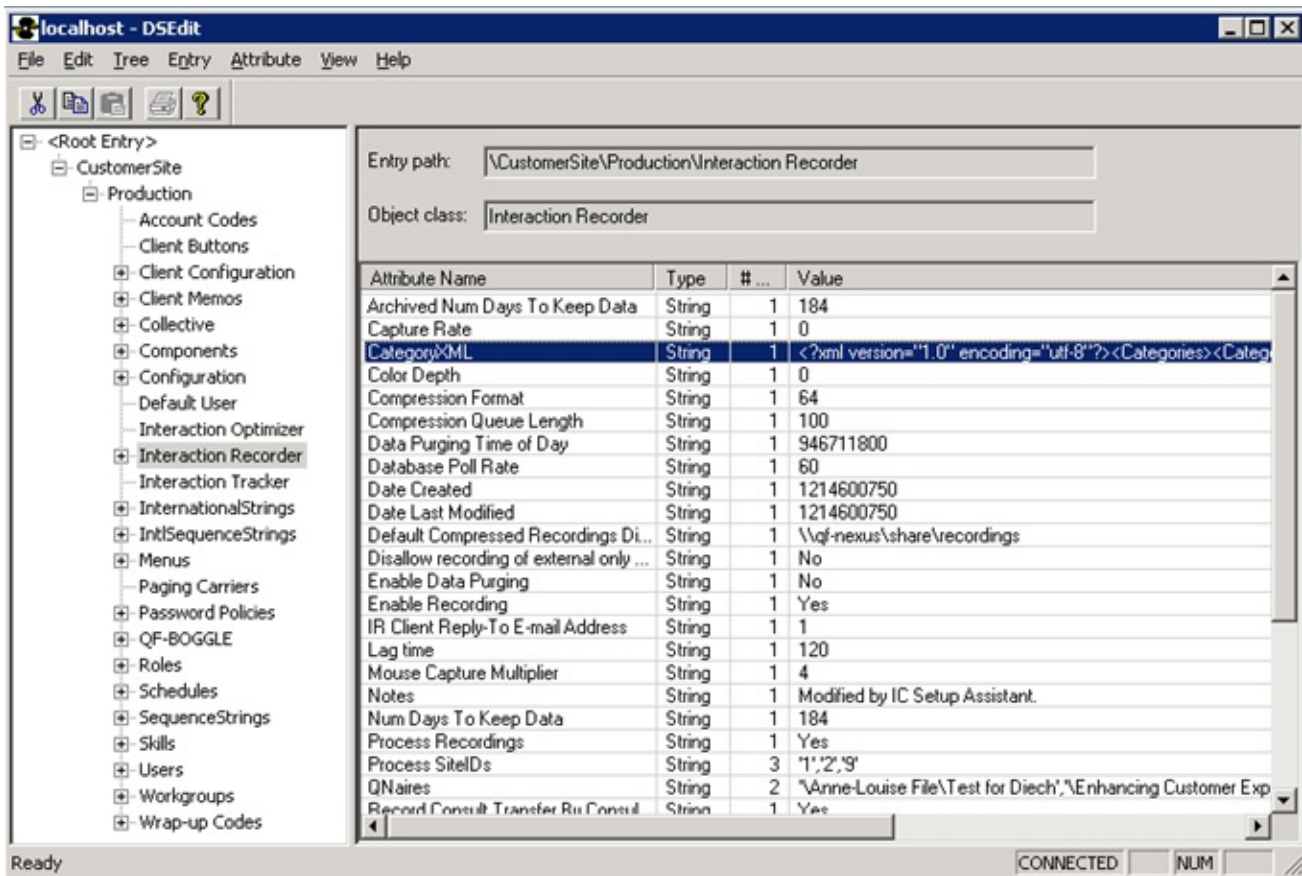 localhost - DSEdit
File Edit Tree Entry Attribute View Help
<Root Entry>
CustomerSite
Production
Account Codes
Client Buttons
Client Configuration
Client Memos
Collective
Components
Configuration
Default User
Interaction Optimizer
Interaction Recorder
Interaction Tracker
InternationalStrings
IntlSequenceStrings
Menus
Paging Carriers
Password Policies
QF-BOGGLE
Roles
Schedules
SequenceStrings
Skills
Users
Workgroups
Wrap-up Codes
Entry path: \CustomerSite\Production\Interaction Recorder
Object class: Interaction Recorder
Attribute Name Type # ... Value
Archived Num Days To Keep Data String 1 184
Capture Rate String 1 0
CategoryXML String 1 <?xml version="1.0" encoding="utf-8"?><Categories><Categ
Color Depth String 1 0
Compression Format String 1 64
Compression Queue Length String 1 100
Data Purging Time of Day String 1 946711800
Database Poll Rate String 1 60
Date Created String 1 1214600750
Date Last Modified String 1 1214600750
Default Compressed Recordings Di... String 1 \\qf-nexus\share\recordings
Disallow recording of external only ... String 1 No
Enable Data Purging String 1 No
Enable Recording String 1 Yes
IR Client Reply-To E-mail Address String 1 1
Lag time String 1 120
Mouse Capture Multiplier String 1 4
Notes String 1 Modified by IC Setup Assistant.
Num Days To Keep Data String 1 184
Process Recordings String 1 Yes
Process SiteIDs String 3 '1','2','9'
QNaires String 2 '\Anne-Louise File\Test for Diech','\Enhancing Customer Exp
Record Consult Transfer By Consul String 1 Yes
Ready CONNECTED NUM